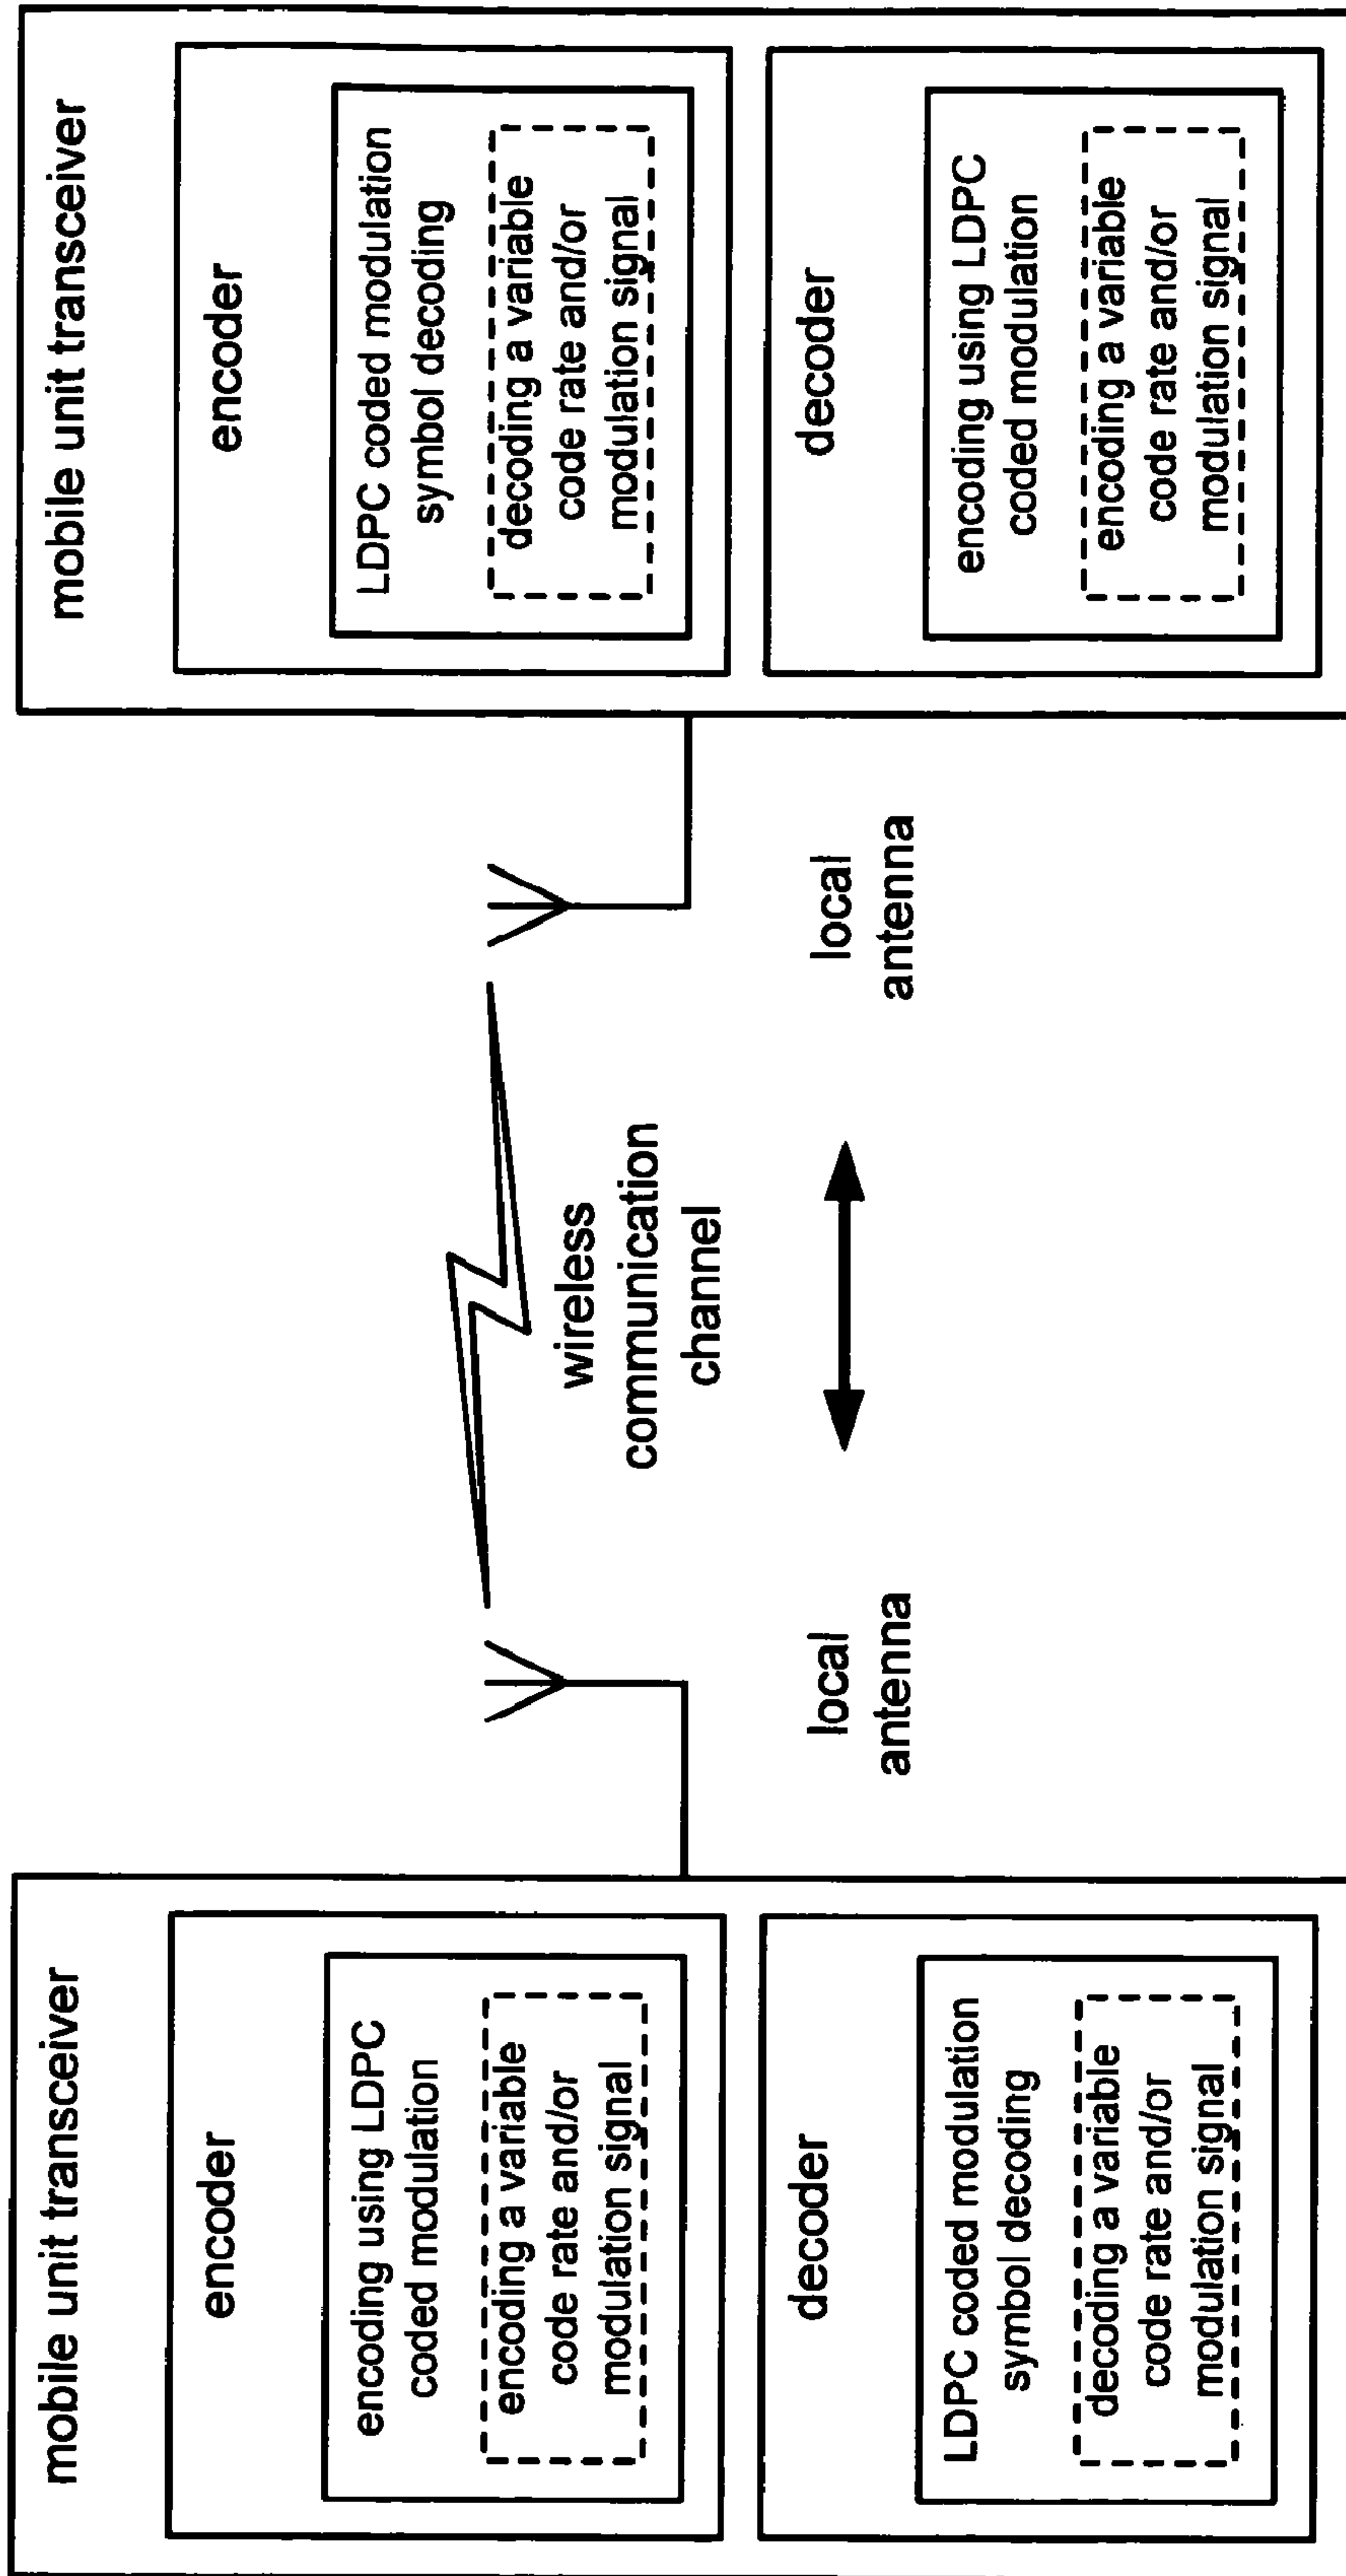 mobile unit transceiver
encoder
encoding using LDPC
coded modulation
encoding a variable
code rate and/or
modulation signal
decoder
LDPC coded modulation
symbol decoding
decoding a variable
code rate and/or
modulation signal
local
antenna
wireless
communication
channel
local
antenna
mobile unit transceiver
encoder
LDPC coded modulation
symbol decoding
decoding a variable
code rate and/or
modulation signal
decoder
encoding using LDPC
coded modulation
encoding a variable
code rate and/or
modulation signal